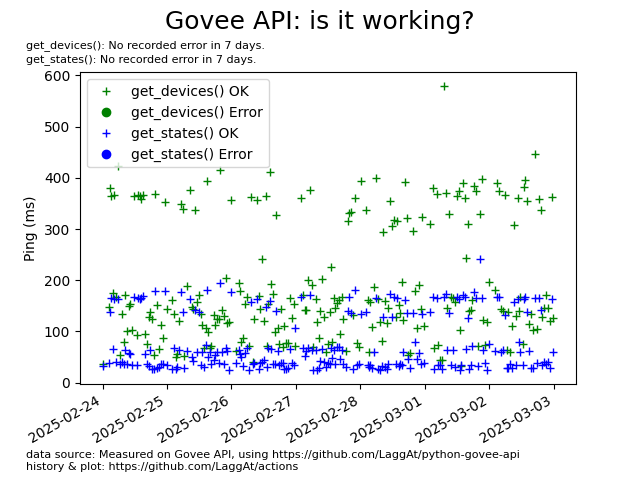 Govee API: is it working?
get_devices(): No recorded error in 7 days.
get_states(): No recorded error in 7 days.
600
500
400
300
200
100
0
Ping (ms)
get_devices() OK
get_devices() Error
get_states() OK
get_states() Error
2025-02-24
2025-02-25
2025-02-26
2025-02-27
2025-02-28
2025-03-01
2025-03-02
2025-03-03
data source: Measured on Govee API, using https://github.com/LaggAt/python-govee-api
history & plot: https://github.com/LaggAt/actions